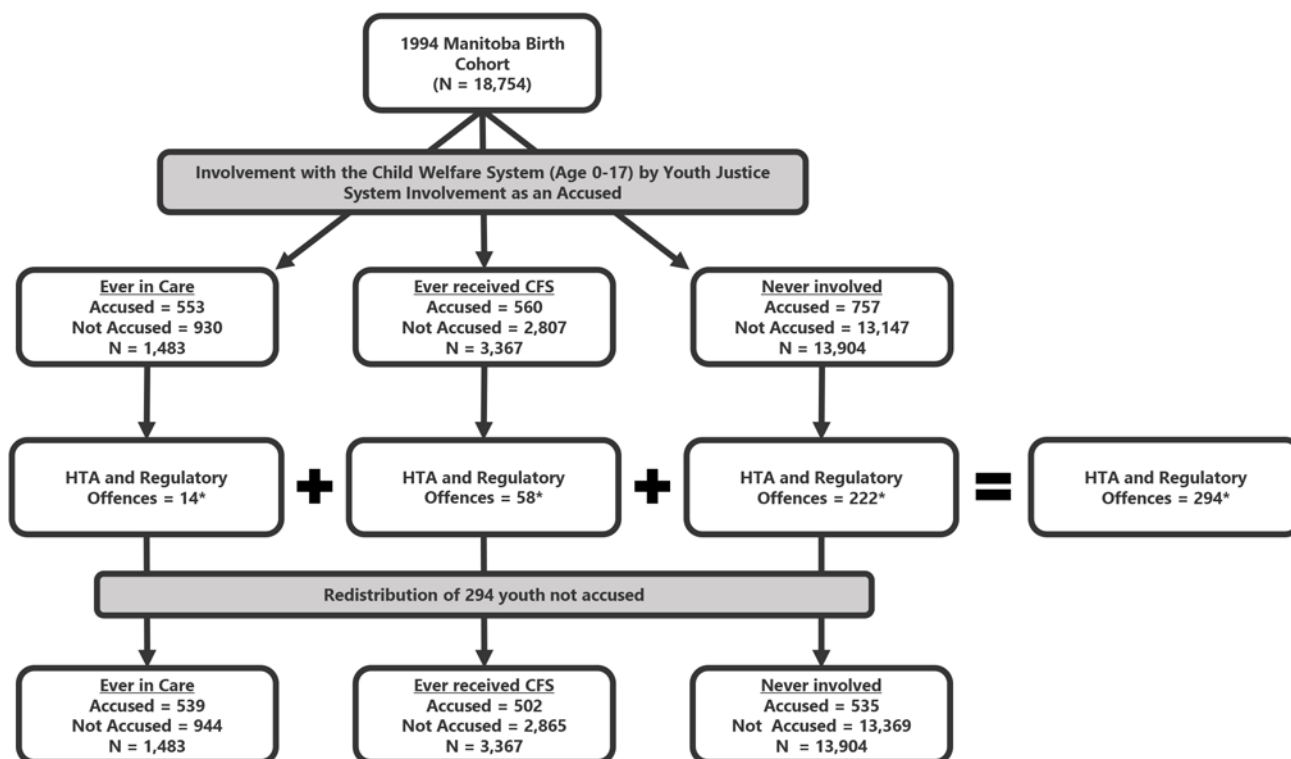 1994 Manitoba Birth
Cohort
(N = 18,754)
Involvement with the Child Welfare System (Age 0-17) by Youth Justice
System Involvement as an Accused
Ever in Care
Accused = 553
Not Accused = 930
N = 1,483
Ever received CFS
Accused = 560
Not Accused = 2,807
N = 3,367
Never involved
Accused = 757
Not Accused = 13,147
N = 13,904
HTA and Regulatory
Offences = 14*
+
HTA and Regulatory
Offences = 58*
+
HTA and Regulatory
Offences = 222*
=
HTA and Regulatory
Offences = 294*
Redistribution of 294 youth not accused
Ever in Care
Accused = 539
Not Accused = 944
N = 1,483
Ever received CFS
Accused = 502
Not Accused = 2,865
N = 3,367
Never involved
Accused = 535
Not Accused = 13,369
N = 13,904